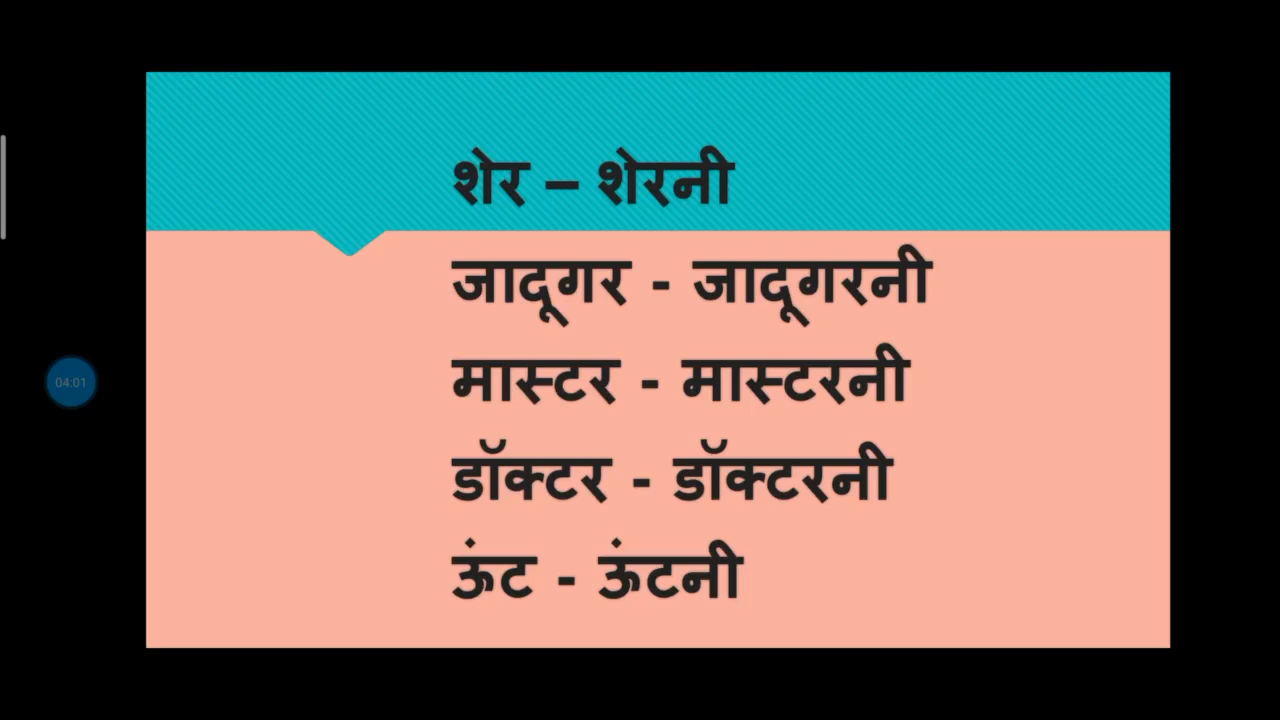 शेर – शेरनी
जादूगर - जादूगरनी
मास्टर - मास्टरनी
04:01
डॉक्टर - डॉक्टरनी
ऊंट - ऊंटनी